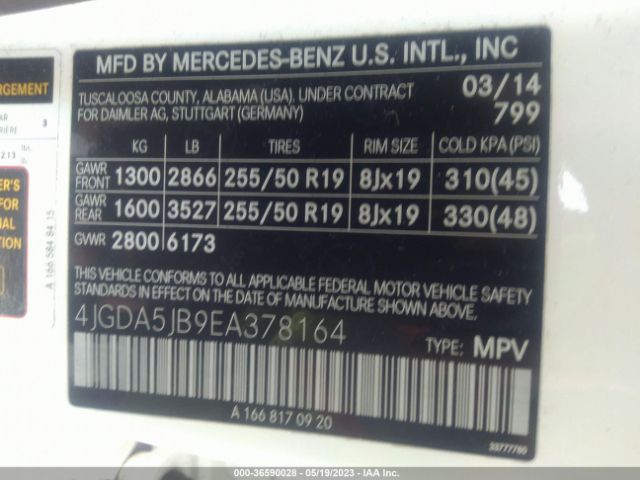 MFD BY MERCEDES-BENZ U.S. INTL., INC
TUSCALOOSA COUNTY, ALABAMA (USA). UNDER CONTRACT
FOR DAIMLER AG, STUTTGART (GERMANY)
03/14
799
KG LB TIRES RIM SIZE COLD KPA(PSI)
GAWR FRONT 1300 2866 255/50 R19 8Jx19 310(45)
GAWR REAR 1600 3527 255/50 R19 8Jx19 330(48)
GVWR 2800 6173
THIS VEHICLE CONFORMS TO ALL APPLICABLE FEDERAL MOTOR VEHICLE SAFETY
STANDARDS IN EFFECT ON THE DATE OF MANUFACTURE SHOWN ABOVE.
4JGDA5JB9EA378164
TYPE: MPV
A 166 817 09 20
A 166 584 84 15
3
213
000-36590028 - 05/19/2023 - IAA Inc.